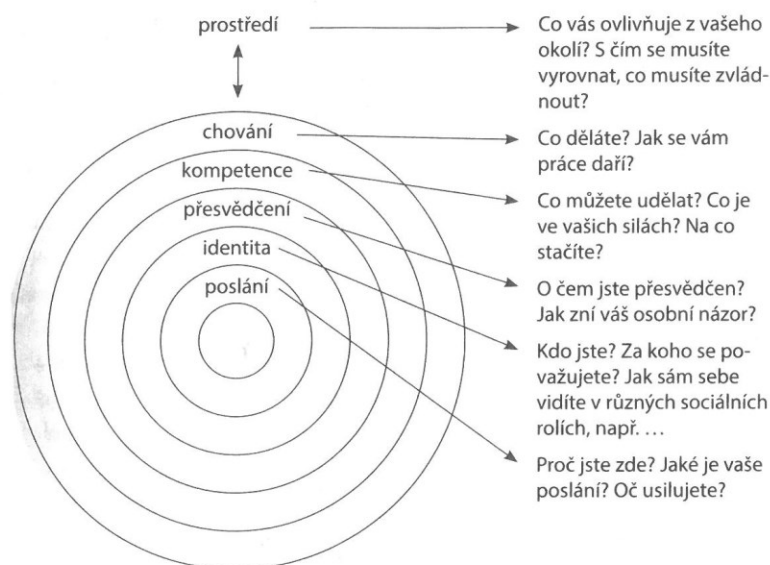 prostředí
Co vás ovlivňuje z vašeho
okolí? S čím se musíte
vyrovnat, co musíte zvlád-
nout?
chování
Co děláte? Jak se vám
práce daří?
kompetence
Co můžete udělat? Co je
ve vašich silách? Na co
stačíte?
přesvědčení
O čem jste přesvědčen?
Jak zní váš osobní názor?
identita
Kdo jste? Za koho se po-
važujete? Jak sám sebe
vidíte v různých sociálních
rolích, např. ...
poslání
Proč jste zde? Jaké je vaše
poslání? Oč usilujete?